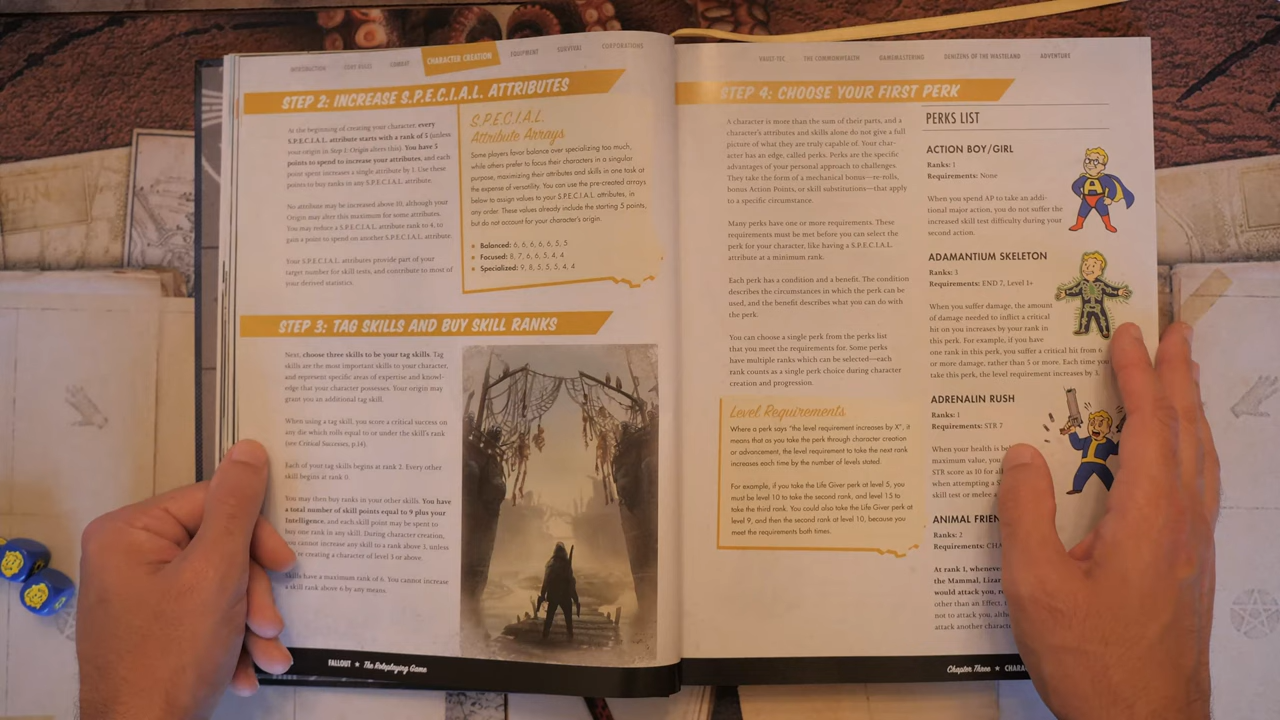 INTRODUCTION CORE RULES COMBAT CHARACTER CREATION EQUIPMENT SURVIVAL CORPORATIONS
STEP 2: INCREASE S.P.E.C.I.A.L. ATTRIBUTES
At the beginning of creating your character, every
S.P.E.C.I.A.L. attribute starts with a rank of 5 (unless
your origin in Step 1: Origin alters this). You have 5
points to spend to increase your attributes, and each
point spent increases a single attribute by 1. Use these
points to buy ranks in any S.P.E.C.I.A.L. attribute.
No attribute may be increased above 10, although your
Origin may alter this maximum for some attributes.
You may reduce a S.P.E.C.I.A.L. attribute rank to 4, to
gain a point to spend on another S.P.E.C.I.A.L. attribute.
Your S.P.E.C.I.A.L. attributes provide part of your
target number for skill tests, and contribute to most of
your derived statistics.
S.P.E.C.I.A.L.
Attribute Arrays
Some players favor balance over specializing too much,
while others prefer to focus their characters in a singular
purpose, maximizing their attributes and skills in one task at
the expense of versatility. You can use the pre-created arrays
below to assign values to your S.P.E.C.I.A.L. attributes, in
any order. These values already include the starting 5 points,
but do not account for your character's origin.
Balanced: 6, 6, 6, 6, 6, 5, 5
Focused: 8, 7, 6, 6, 5, 4, 4
Specialized: 9, 8, 5, 5, 5, 4, 4
STEP 3: TAG SKILLS AND BUY SKILL RANKS
Next, choose three skills to be your tag skills. Tag
skills are the most important skills to your character,
and represent specific areas of expertise and knowl-
edge that your character possesses. Your origin may
grant you an additional tag skill.
When using a tag skill, you score a critical success on
any die which rolls equal to or under the skill's rank
(see Critical Successes, p.14).
Each of your tag skills begins at rank 2. Every other
skill begins at rank 0.
You may then buy ranks in your other skills. You have
a total number of skill points equal to 9 plus your
Intelligence, and each skill point may be spent to
buy one rank in any skill. During character creation,
you cannot increase any skill to a rank above 3, unless
creating a character of level 3 or above.
Skills have a maximum rank of 6. You cannot increase
a skill rank above 6 by any means.
FALLOUT ★ The Roleplaying Game
VAULT-TEC THE COMMONWEALTH GAMEMASTERING DENIZENS OF THE WASTELAND ADVENTURE
STEP 4: CHOOSE YOUR FIRST PERK
A character is more than the sum of their parts, and a
character's attributes and skills alone do not give a full
picture of what they are truly capable of. Your char-
acter has an edge, called perks. Perks are the specific
advantages of your personal approach to challenges.
They take the form of a mechanical bonus—re-rolls,
bonus Action Points, or skill substitutions—that apply
to a specific circumstance.
Many perks have one or more requirements. These
requirements must be met before you can select the
perk for your character, like having a S.P.E.C.I.A.L.
attribute at a minimum rank.
Each perk has a condition and a benefit. The condition
describes the circumstances in which the perk can be
used, and the benefit describes what you can do with
the perk.
You can choose a single perk from the perks list
that you meet the requirements for. Some perks
have multiple ranks which can be selected—each
rank counts as a single perk choice during character
creation and progression.
Level Requirements
Where a perk says "the level requirement increases by X", it
means that as you take the perk through character creation
or advancement, the level requirement to take the next rank
increases each time by the number of levels stated.
For example, if you take the Life Giver perk at level 5, you
must be level 10 to take the second rank, and level 15 to
take the third rank. You could also take the Life Giver perk at
level 9, and then the second rank at level 10, because you
meet the requirements both times.
PERKS LIST
ACTION BOY/GIRL
Ranks: 1
Requirements: None
When you spend AP to take an addi-
tional major action, you do not suffer the
increased skill test difficulty during your
second action.
ADAMANTIUM SKELETON
Ranks: 3
Requirements: END 7, Level 1+
When you suffer damage, the amount
of damage needed to inflict a critical
hit on you increases by your rank in
this perk. For example, if you have
one rank in this perk, you suffer a critical hit from 6
or more damage, rather than 5 or more. Each time you
take this perk, the level requirement increases by 3.
ADRENALIN RUSH
Ranks: 1
Requirements: STR 7
When your health is
maximum value, you
STR score as 10 for
when attempting a
skill test or melee
ANIMAL FRIEN
Ranks: 2
Requirements:
At rank 1, wheneve
the Mammal, Lizar
would attack you,
other than an Effect,
not to attack you,
attack another
Chapter Three ★ CHARA